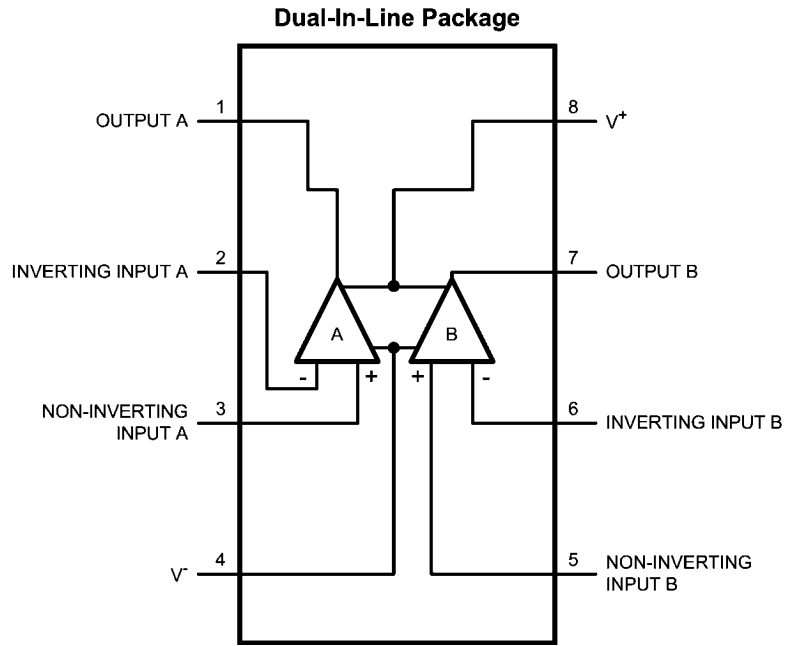 Dual-In-Line Package
1
OUTPUT A
8
V+
2
INVERTING INPUT A
7
OUTPUT B
A
B
-
+
+
-
3
NON-INVERTING
INPUT A
6
INVERTING INPUT B
4
V-
5
NON-INVERTING
INPUT B